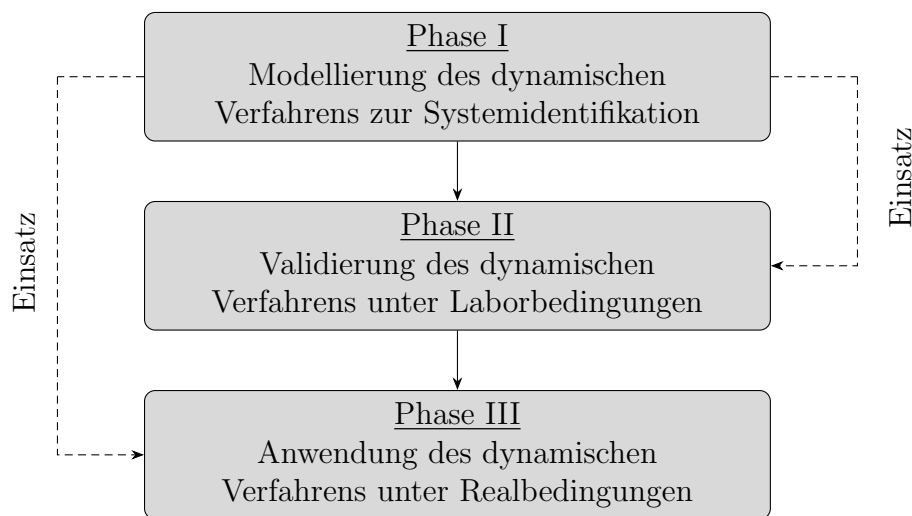 Phase I
Modellierung des dynamischen
Verfahrens zur Systemidentifikation
Einsatz
Phase II
Validierung des dynamischen
Verfahrens unter Laborbedingungen
Einsatz
Phase III
Anwendung des dynamischen
Verfahrens unter Realbedingungen